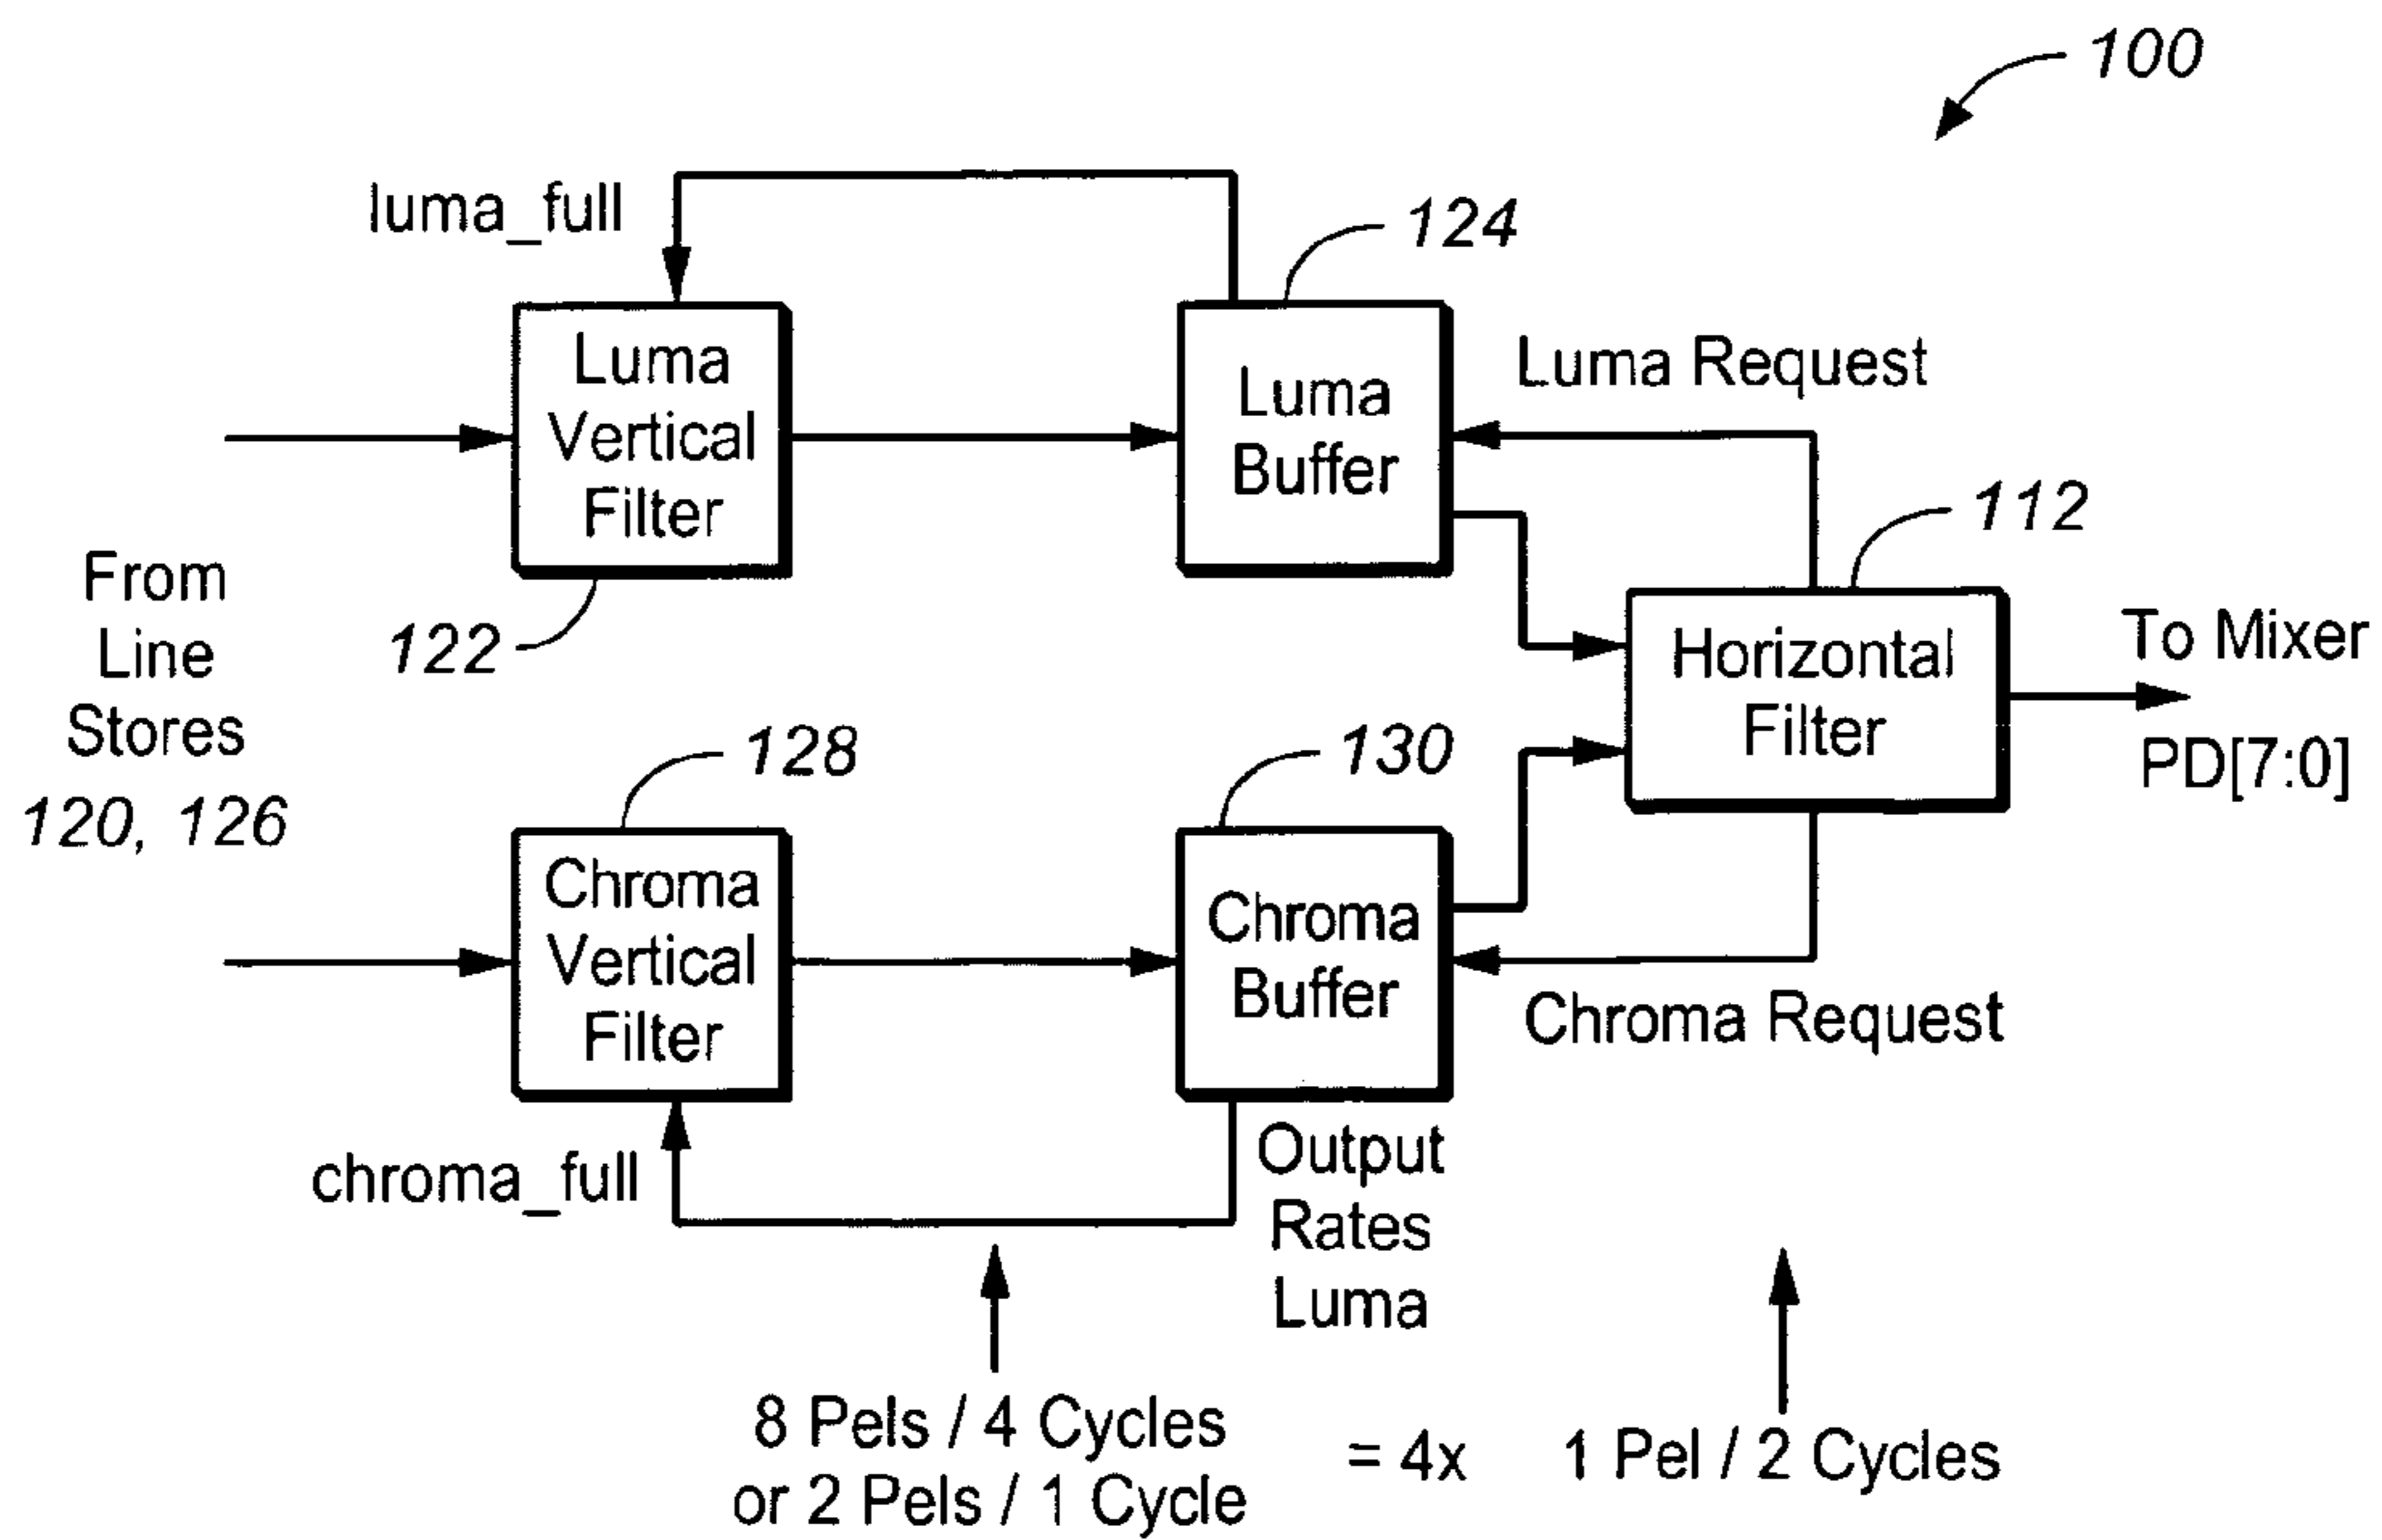 100
luma_full
124
Luma
Vertical
Filter
Luma
Buffer
Luma Request
112
122
From
Line
Stores
120, 126
Horizontal
Filter
To Mixer
PD[7:0]
128
130
Chroma
Vertical
Filter
Chroma
Buffer
Chroma Request
chroma_full
Output
Rates
Luma
8 Pels / 4 Cycles
or 2 Pels / 1 Cycle
= 4x
1 Pel / 2 Cycles